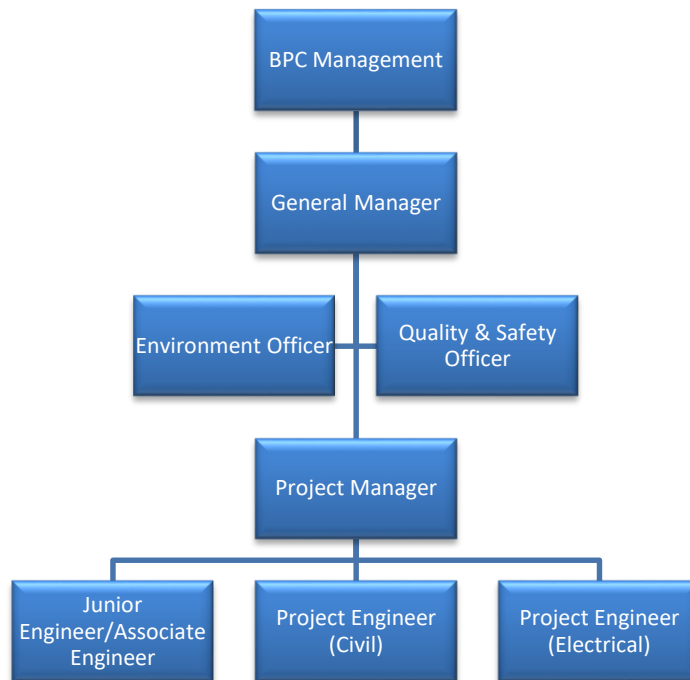 BPC Management
General Manager
Environment Officer
Quality & Safety
Officer
Project Manager
Junior
Engineer/Associate
Engineer
Project Engineer
(Civil)
Project Engineer
(Electrical)